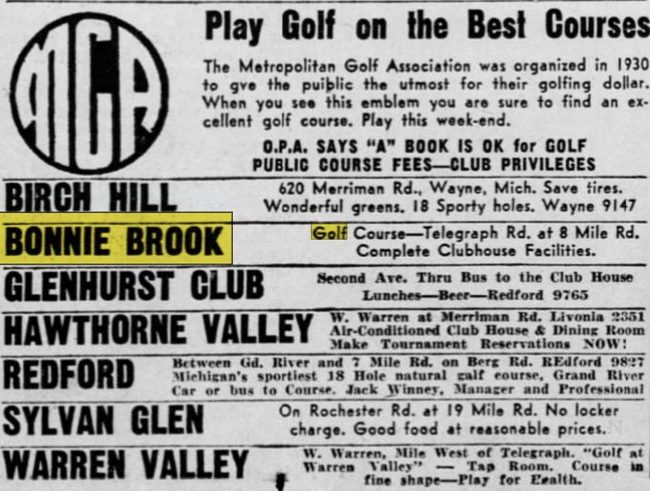 MGA
Play Golf on the Best Courses
The Metropolitan Golf Association was organized in 1930
to gve the puiblic the utmost for their golfing dollar.
When you see this emblem you are sure to find an ex-
cellent golf course. Play this week-end.
O.P.A. SAYS "A" BOOK IS OK for GOLF
PUBLIC COURSE FEES—CLUB PRIVILEGES
BIRCH HILL
620 Merriman Rd., Wayne, Mich. Save tires.
Wonderful greens. 18 Sporty holes. Wayne 9147
BONNIE BROOK
Golf Course—Telegraph Rd. at 8 Mile Rd.
Complete Clubhouse Facilities.
GLENHURST CLUB
Second Ave. Thru Bus to the Club House
Lunches—Beer—Redford 9765
HAWTHORNE VALLEY
W. Warren at Merriman Rd. Livonia 2351
Air-Conditioned Club House & Dining Room
Make Tournament Reservations NOW!
REDFORD
Between Gd. River and 7 Mile Rd. on Berg Rd. REdford 9827
Michigan's sportiest 18 Hole natural galf course, Grand River
Car or bus to Course. Jack Winney, Manager and Professional
SYLVAN GLEN
On Rochester Rd. at 19 Mile Rd. No locker
charge. Good food at reasonable prices.
WARREN VALLEY
W. Warren, Mile West of Telegraph. "Golf at
Warren Valley" — Tap Room. Course in
fine shape—Play for Eealth.